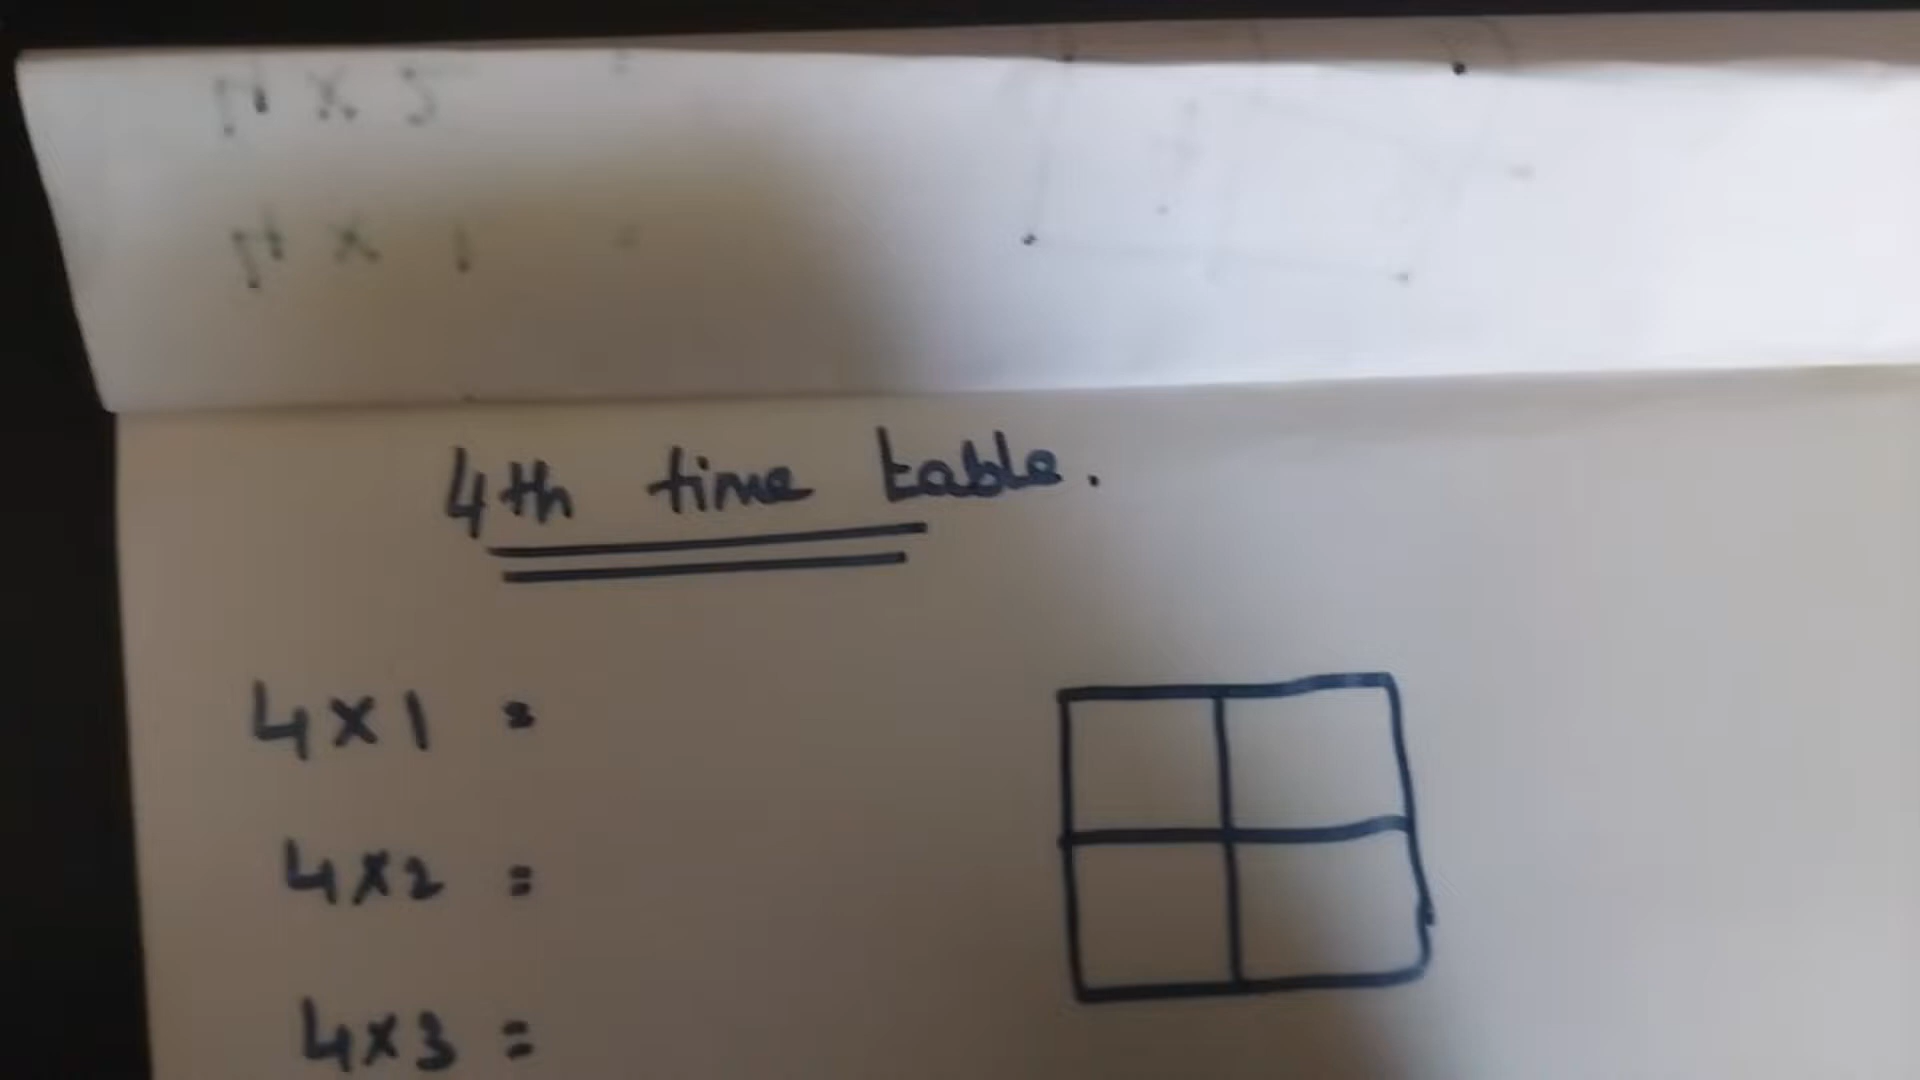 4th time table.
4x1 =
4x2 =
4x3 =